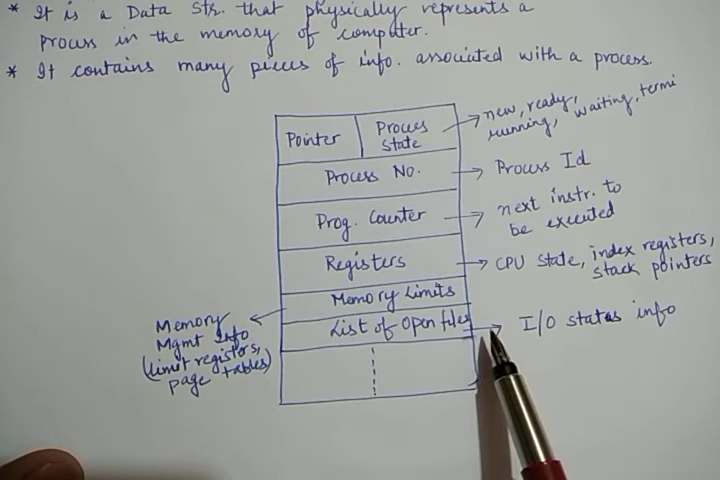 * It is a Data Str. that physically represents a
process in the memory of computer.
* It contains many pieces of info. associated with a process.
Pointer
Process
State
new, ready,
running, waiting, termi
Process No.
Process Id
Prog. Counter
next instr. to
be executed
Registers
CPU State, index registers,
stack pointers
Memory Limits
Memory
Mgmt Info
(limit registers,
page tables)
List of Open files
I/O status info